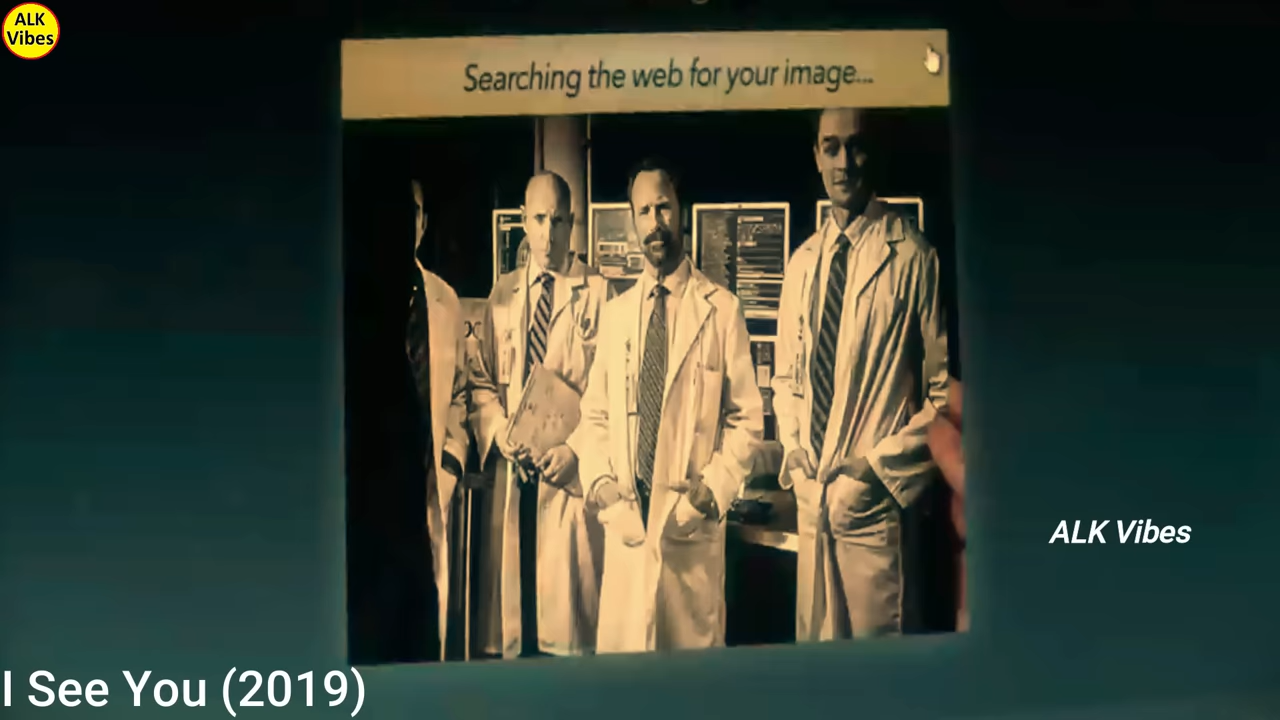 ALK
Vibes
Searching the web for your image...
ALK Vibes
I See You (2019)